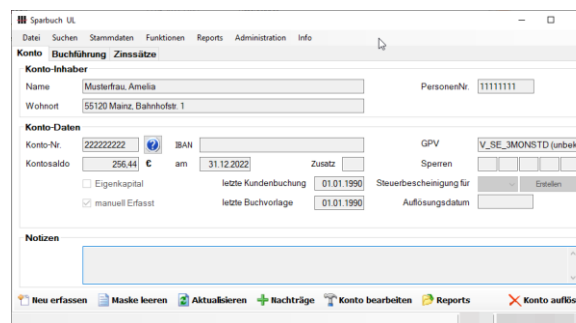 Sparbuch UL
Datei Suchen Stammdaten Funktionen Reports Administration Info
Konto Buchführung Zinssätze
Konto-Inhaber
Name Musterfrau, Amelia PersonenNr. 11111111
Wohnort 55120 Mainz, Bahnhofstr. 1
Konto-Daten
Konto-Nr. 222222222 IBAN GPV V_SE_3MONSTD (unbek
Kontosaldo 256,44 € am 31.12.2022 Zusatz Sperren
Eigenkapital letzte Kundenbuchung 01.01.1990 Steuerbescheinigung für Erstellen
manuell Erfasst letzte Buchvorlage 01.01.1990 Auflösungsdatum
Notizen
Neu erfassen Maske leeren Aktualisieren Nachträge Konto bearbeiten Reports Konto auflös